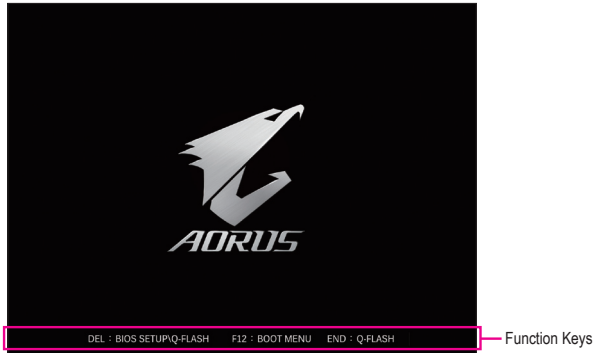 AORUS
DEL : BIOS SETUP\Q-FLASH F12 : BOOT MENU END : Q-FLASH
Function Keys